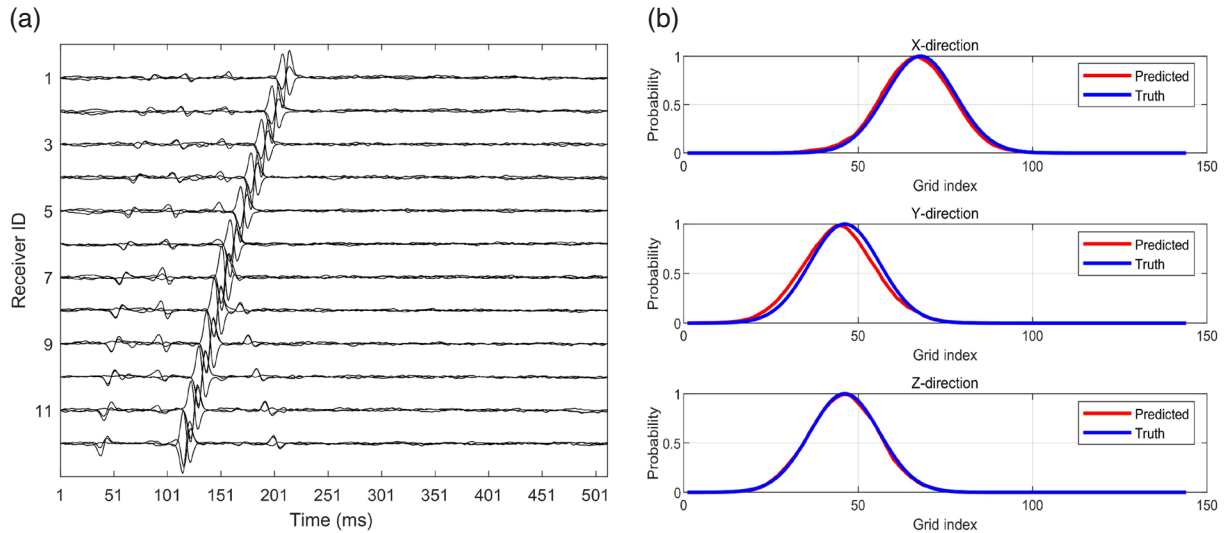 (a)
1
3
5
7
9
11
Receiver ID
1 51 101 151 201 251 301 351 401 451 501
Time (ms)
(b)
X-direction
1
0.5
0
Probability
Predicted
Truth
0 50 100 150
Grid index
Y-direction
1
0.5
0
Probability
Predicted
Truth
0 50 100 150
Grid index
Z-direction
1
0.5
0
Probability
Predicted
Truth
0 50 100 150
Grid index